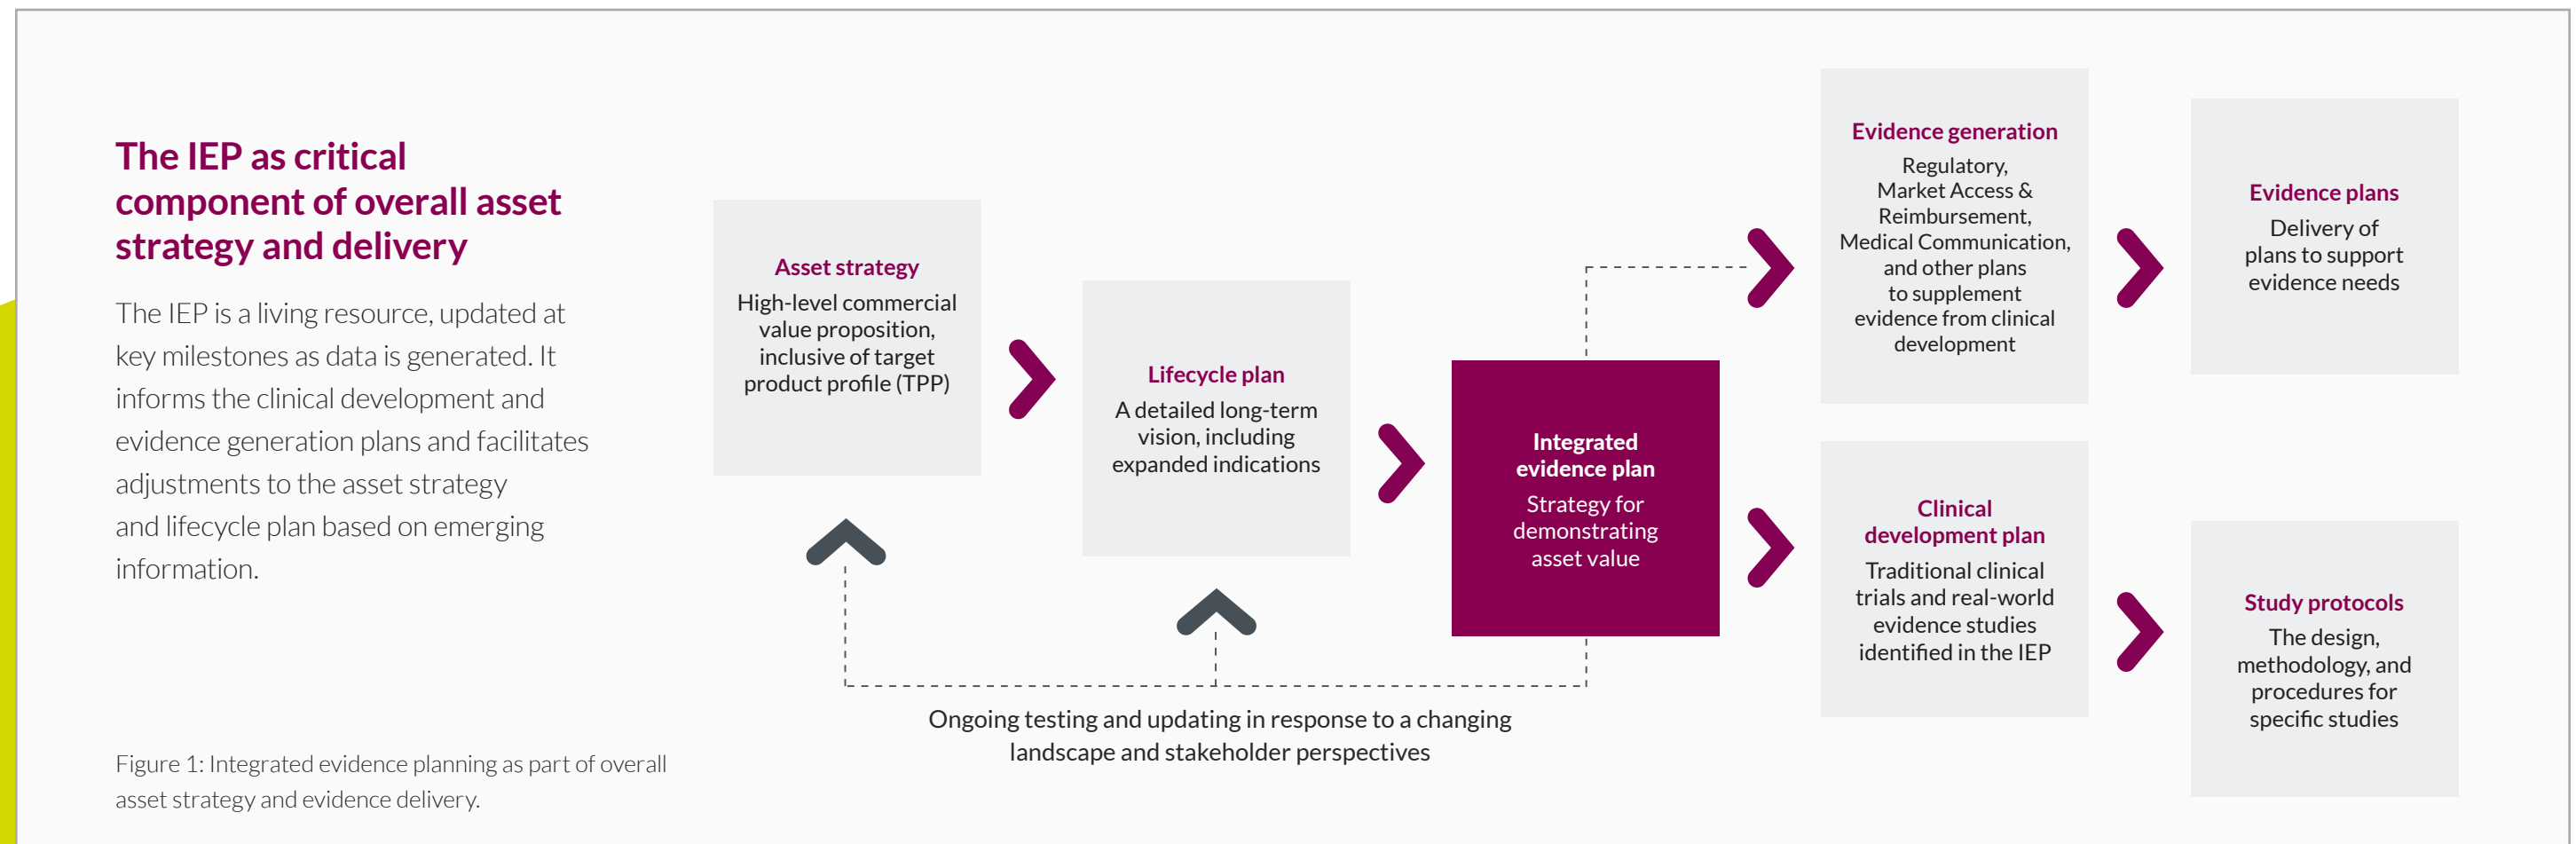 The IEP as critical
component of overall asset
strategy and delivery
The IEP is a living resource, updated at
key milestones as data is generated. It
informs the clinical development and
evidence generation plans and facilitates
adjustments to the asset strategy
and lifecycle plan based on emerging
information.
Figure 1: Integrated evidence planning as part of overall
asset strategy and evidence delivery.
Asset strategy
High-level commercial
value proposition,
inclusive of target
product profile (TPP)
Lifecycle plan
A detailed long-term
vision, including
expanded indications
Integrated
evidence plan
Strategy for
demonstrating
asset value
Ongoing testing and updating in response to a changing
landscape and stakeholder perspectives
Evidence generation
Regulatory,
Market Access &
Reimbursement,
Medical Communication,
and other plans
to supplement
evidence from clinical
development
Evidence plans
Delivery of
plans to support
evidence needs
Clinical
development plan
Traditional clinical
trials and real-world
evidence studies
identified in the IEP
Study protocols
The design,
methodology, and
procedures for
specific studies